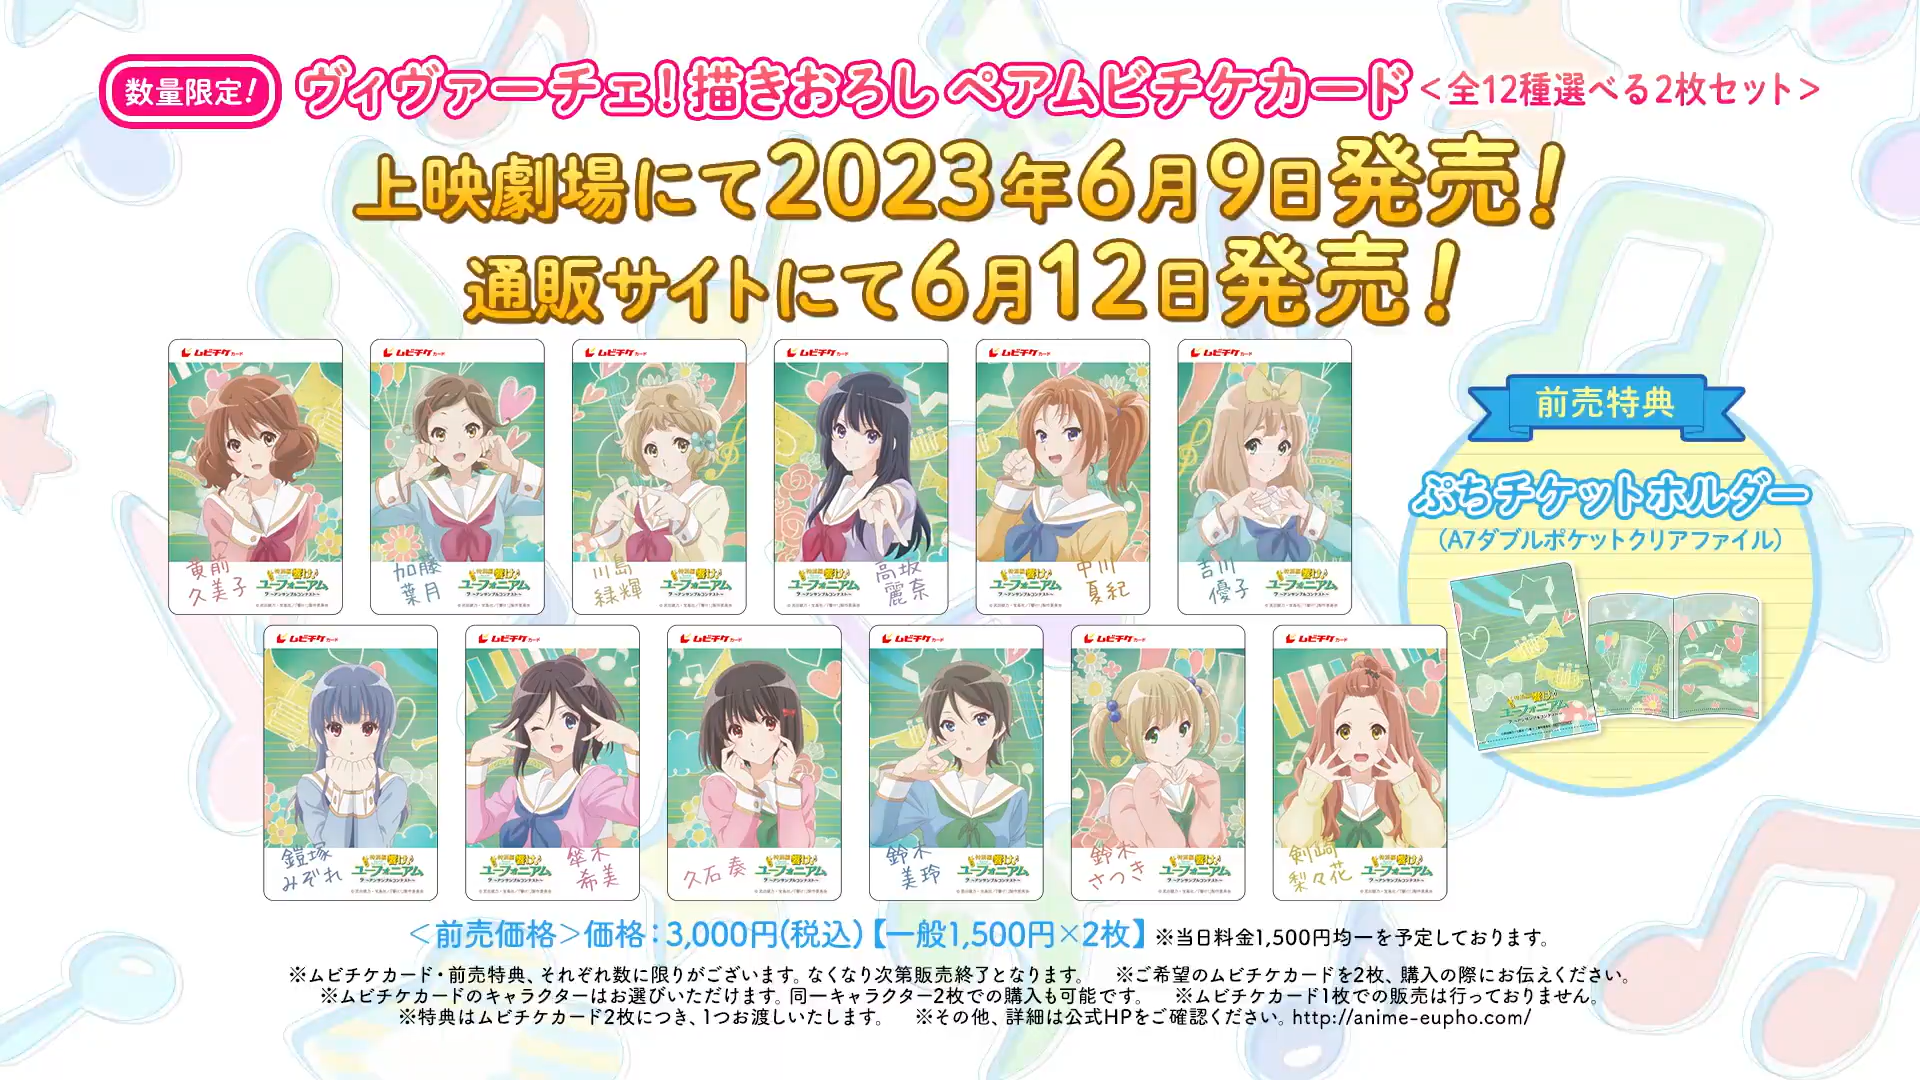 数量限定!
ヴィヴァーチェ!描きおろし ペアムビチケカード<全12種選べる2枚セット>
上映劇場にて2023年6月9日発売!
通販サイトにて6月12日発売!
ムビチケカード
黄前久美子
響け!ユーフォニアム
~アンサンブルコンテスト~
ムビチケカード
加藤葉月
響け!ユーフォニアム
~アンサンブルコンテスト~
ムビチケカード
川島緑輝
響け!ユーフォニアム
~アンサンブルコンテスト~
ムビチケカード
高坂麗奈
響け!ユーフォニアム
~アンサンブルコンテスト~
ムビチケカード
中川夏紀
響け!ユーフォニアム
~アンサンブルコンテスト~
ムビチケカード
吉川優子
響け!ユーフォニアム
~アンサンブルコンテスト~
前売特典
ぷちチケットホルダー
(A7ダブルポケットクリアファイル)
響け!ユーフォニアム
ムビチケカード
鎧塚みぞれ
響け!ユーフォニアム
~アンサンブルコンテスト~
ムビチケカード
傘木希美
響け!ユーフォニアム
~アンサンブルコンテスト~
ムビチケカード
久石奏
響け!ユーフォニアム
~アンサンブルコンテスト~
ムビチケカード
鈴木美玲
響け!ユーフォニアム
~アンサンブルコンテスト~
ムビチケカード
鈴木さつき
響け!ユーフォニアム
~アンサンブルコンテスト~
ムビチケカード
剣崎梨々花
響け!ユーフォニアム
~アンサンブルコンテスト~
<前売価格>価格:3,000円(税込)【一般1,500円×2枚】※当日料金1,500円均一を予定しております。
※ムビチケカード・前売特典、それぞれ数に限りがございます。なくなり次第販売終了となります。 ※ご希望のムビチケカードを2枚、購入の際にお伝えください。
※ムビチケカードのキャラクターはお選びいただけます。同一キャラクター2枚での購入も可能です。 ※ムビチケカード1枚での販売は行っておりません。
※特典はムビチケカード2枚につき、1つお渡しいたします。 ※その他、詳細は公式HPをご確認ください。http://anime-eupho.com/